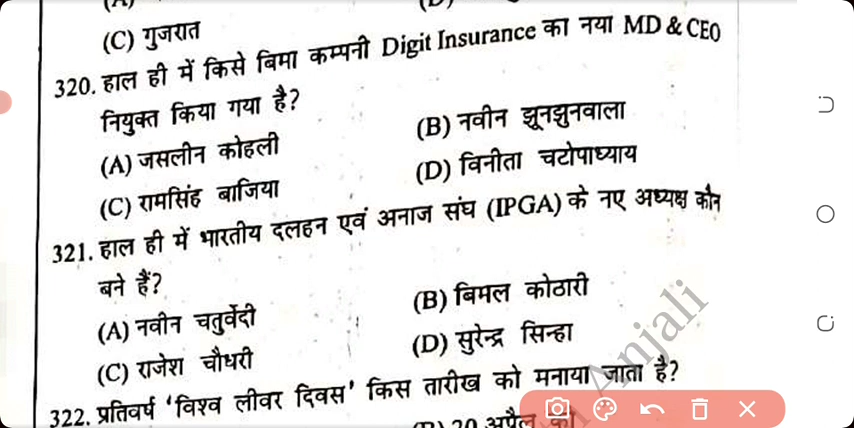 (C) गुजरात
320. हाल ही में किसे बिमा कम्पनी Digit Insurance का नया MD & CEO
नियुक्त किया गया है?
(A) जसलीन कोहली
(B) नवीन झूनझुनवाला
(C) रामसिंह बाजिया
(D) विनीता चटोपाध्याय
321. हाल ही में भारतीय दलहन एवं अनाज संघ (IPGA) के नए अध्यक्ष कौन
बने हैं?
(A) नवीन चतुर्वेदी
(B) बिमल कोठारी
(C) राजेश चौधरी
(D) सुरेन्द्र सिन्हा
322. प्रतिवर्ष 'विश्व लीवर दिवस' किस तारीख को मनाया जाता है?
20 अप्रैल को
Anjali